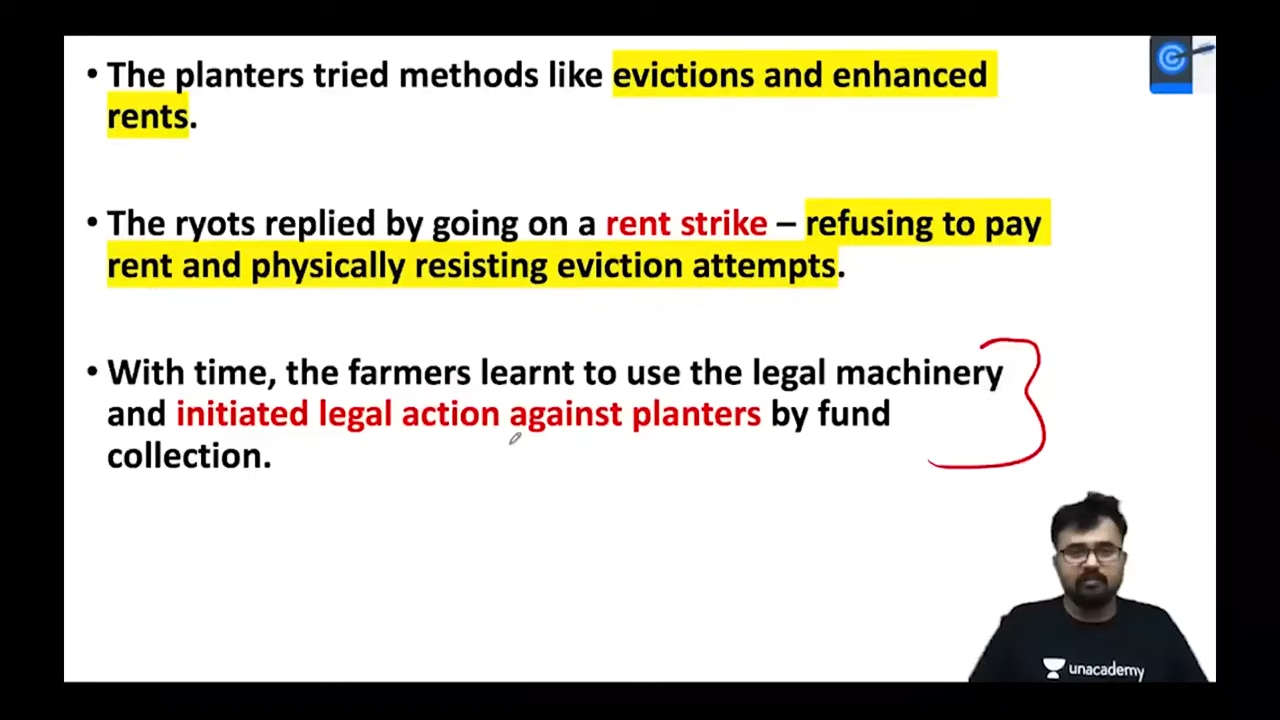 • The planters tried methods like evictions and enhanced
rents.
• The ryots replied by going on a rent strike – refusing to pay
rent and physically resisting eviction attempts.
• With time, the farmers learnt to use the legal machinery
and initiated legal action against planters by fund
collection.
unacademy